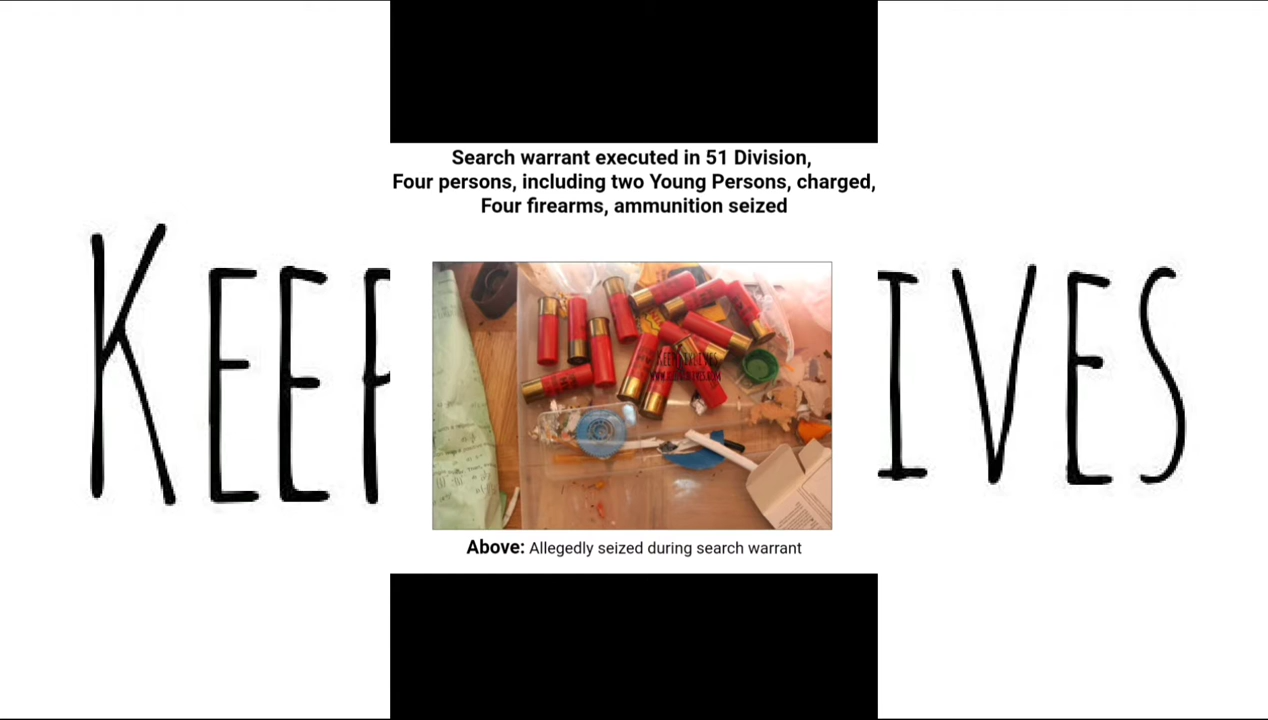 Search warrant executed in 51 Division,
Four persons, including two Young Persons, charged,
Four firearms, ammunition seized
KEEP
IVES
Above: Allegedly seized during search warrant